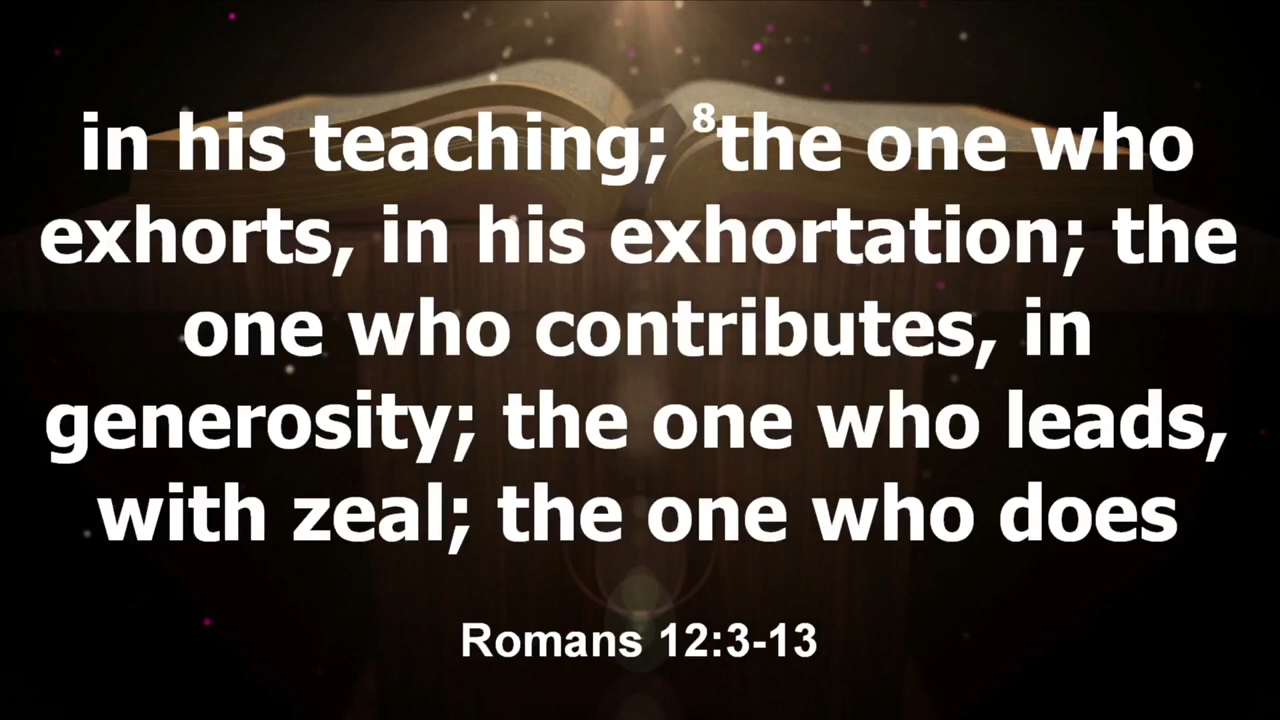 in his teaching; ⁸the one who
exhorts, in his exhortation; the
one who contributes, in
generosity; the one who leads,
with zeal; the one who does
Romans 12:3-13